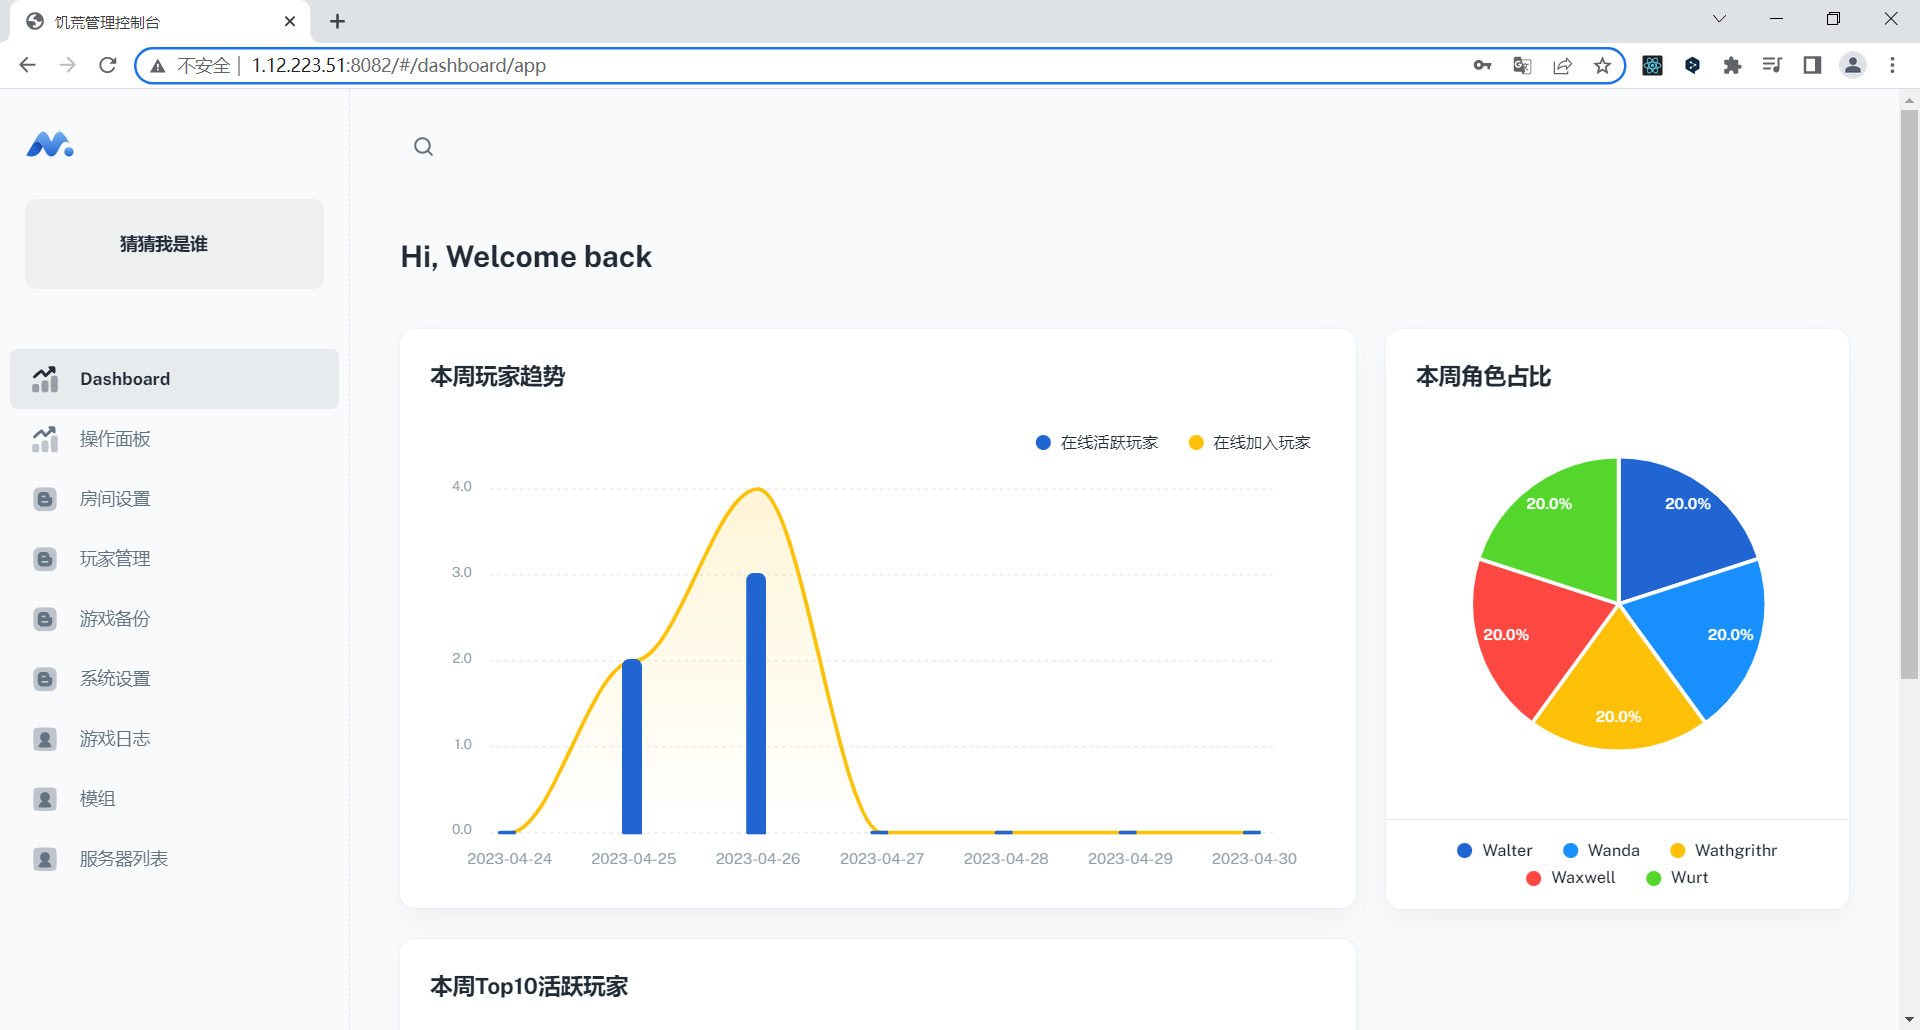 饥荒管理控制台
不安全 1.12.223.51:8082/#/dashboard/app
猜猜我是谁
Dashboard
操作面板
房间设置
玩家管理
游戏备份
系统设置
游戏日志
模组
服务器列表
Hi, Welcome back
本周玩家趋势
在线活跃玩家 在线加入玩家
4.0
3.0
2.0
1.0
0.0
2023-04-24 2023-04-25 2023-04-26 2023-04-27 2023-04-28 2023-04-29 2023-04-30
本周角色占比
20.0% 20.0%
20.0% 20.0%
20.0%
Walter Wanda Wathgrithr
Waxwell Wurt
本周Top10活跃玩家